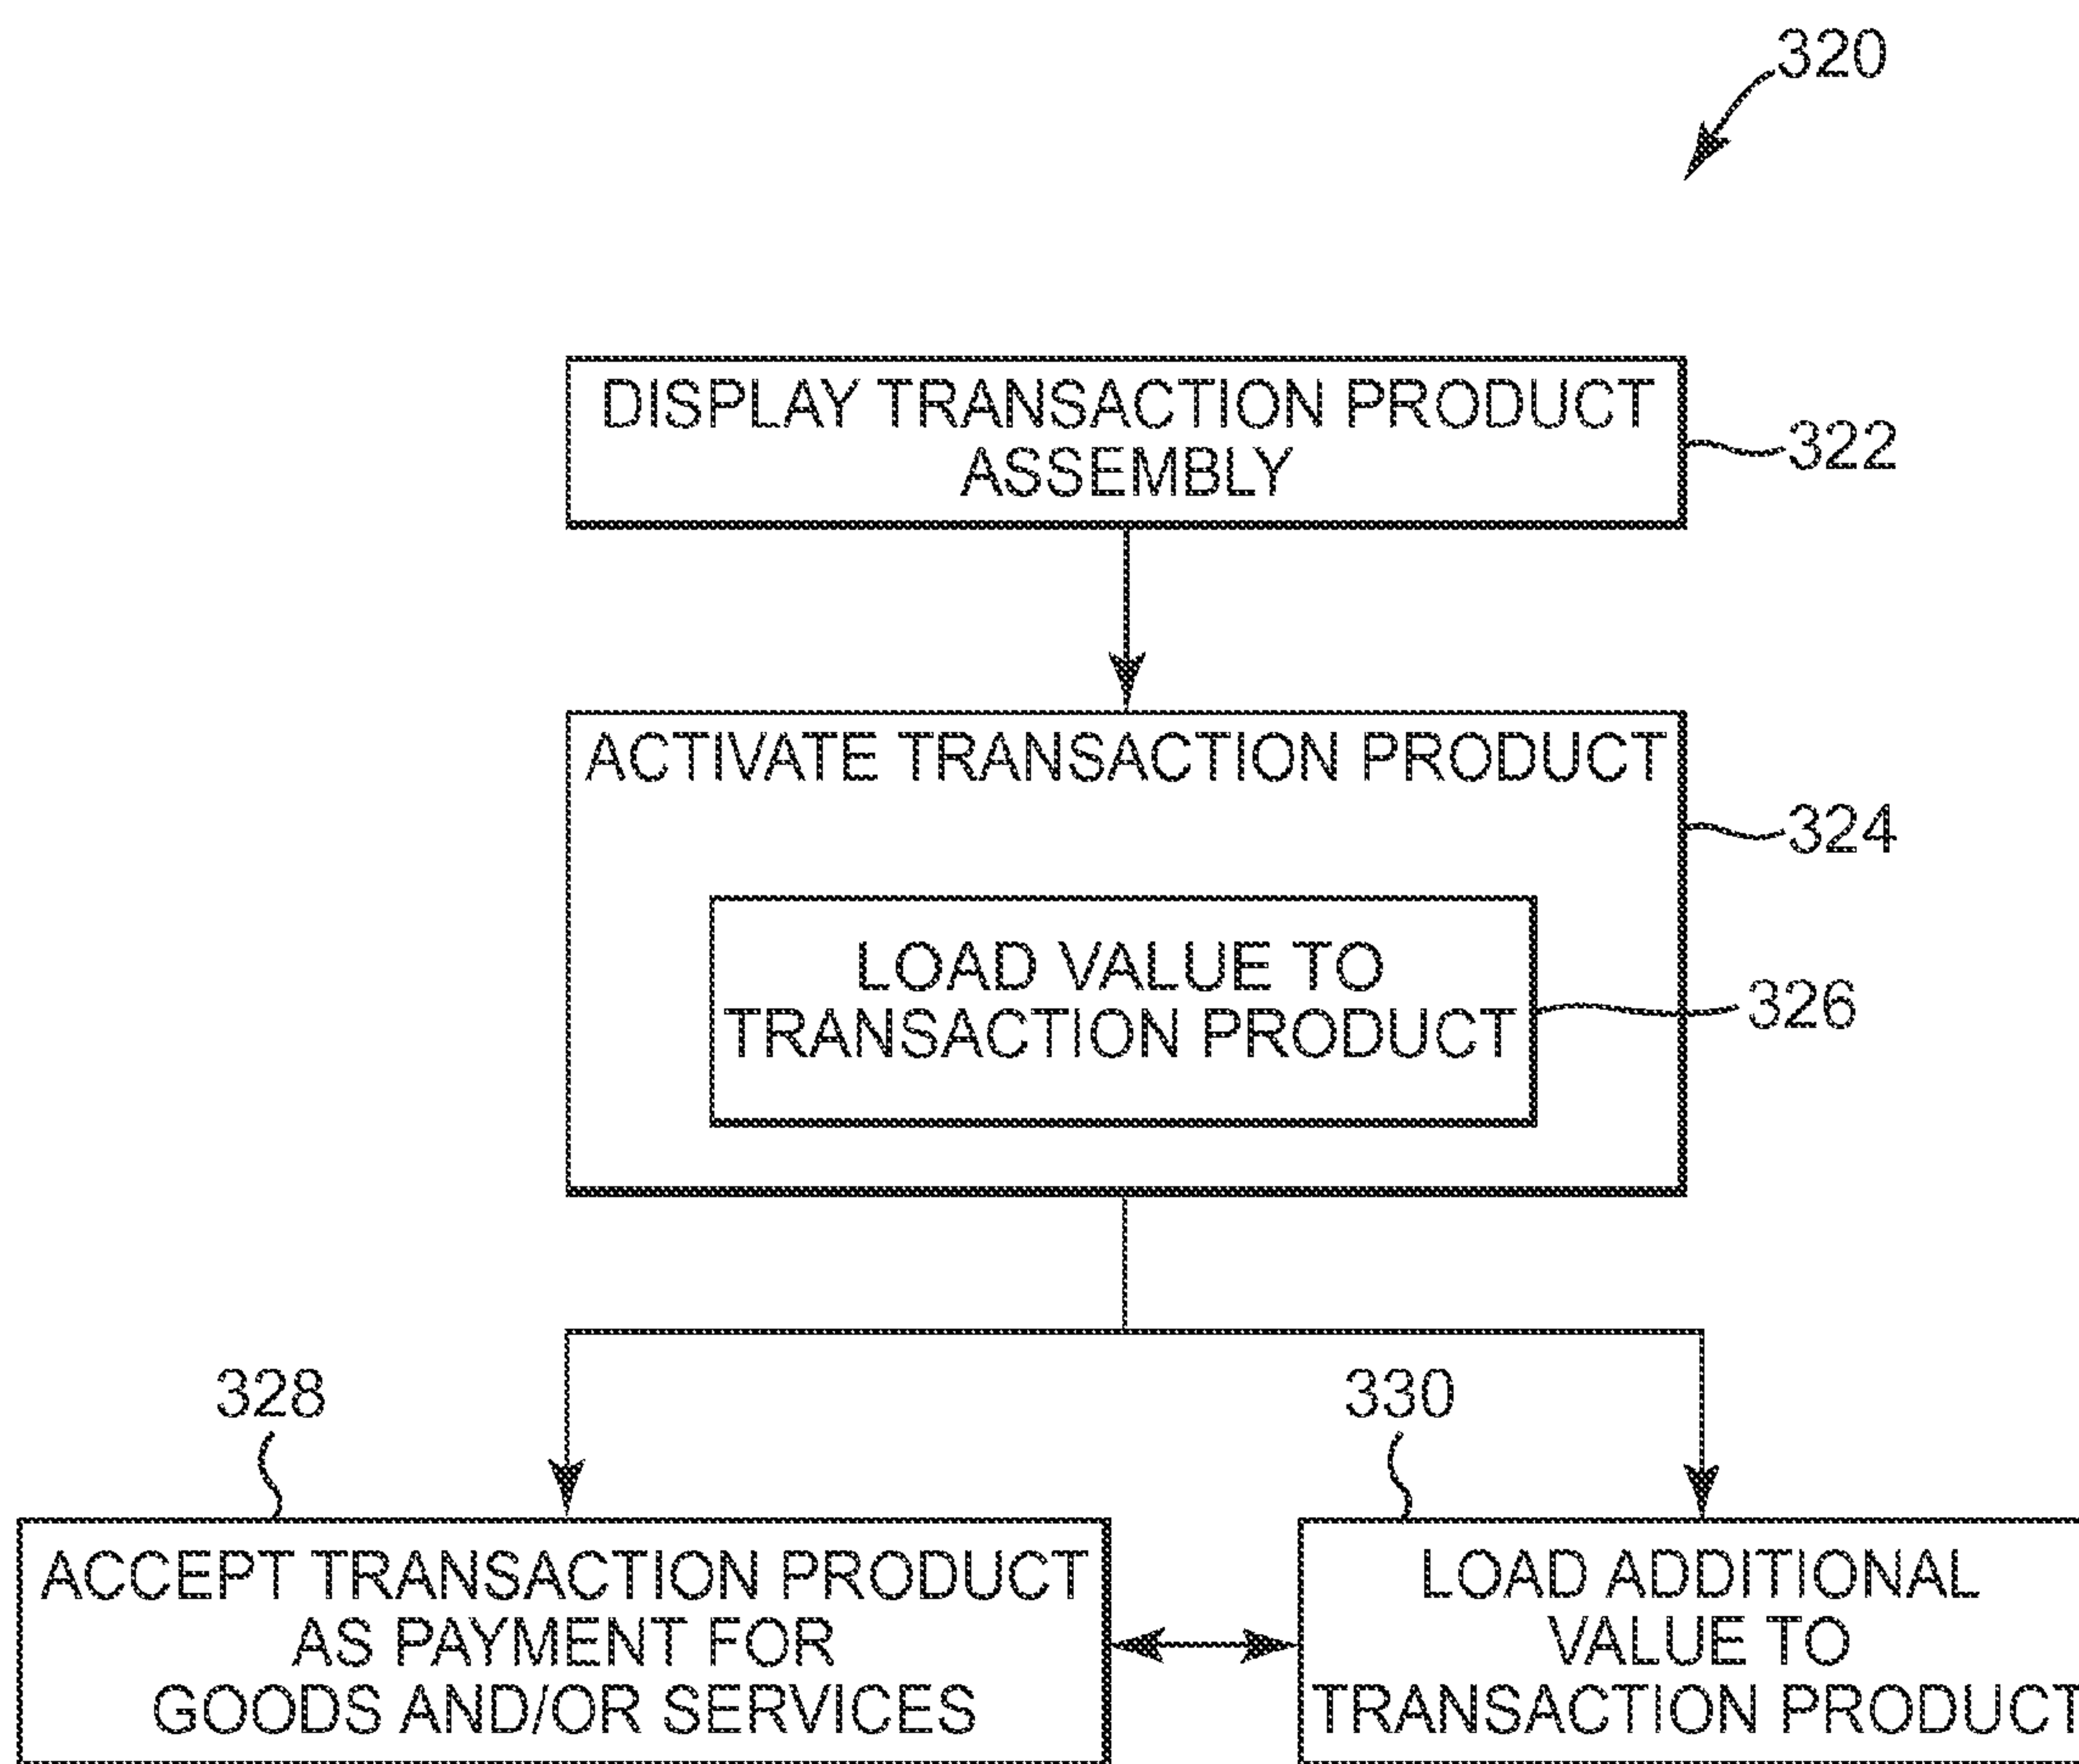 320
DISPLAY TRANSACTION PRODUCT
ASSEMBLY
322
ACTIVATE TRANSACTION PRODUCT
324
LOAD VALUE TO
TRANSACTION PRODUCT
326
328
330
ACCEPT TRANSACTION PRODUCT
AS PAYMENT FOR
GOODS AND/OR SERVICES
LOAD ADDITIONAL
VALUE TO
TRANSACTION PRODUCT